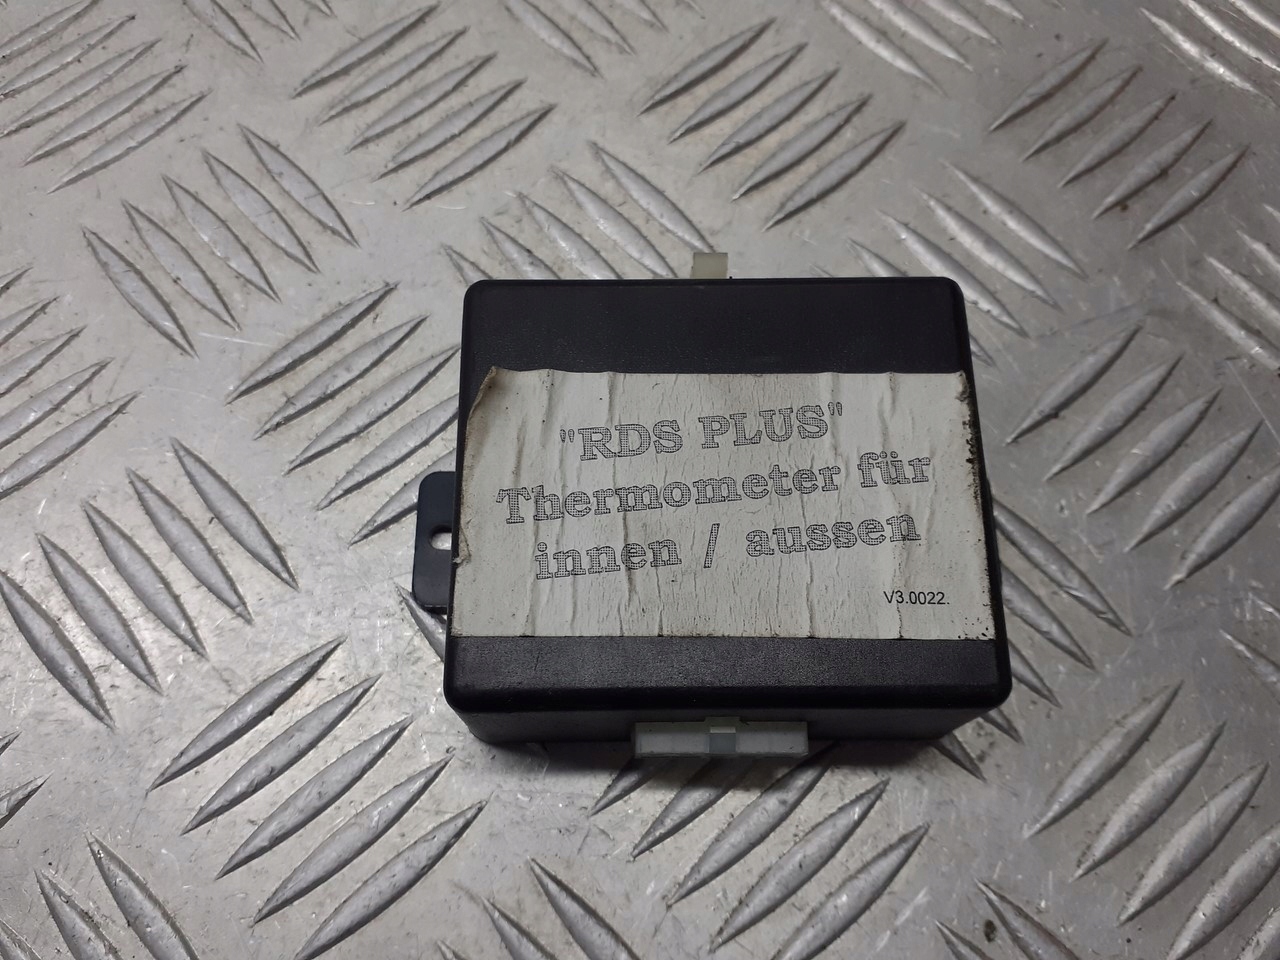 "RDS PLUS"
Thermometer für
innen / aussen
V3.0022.